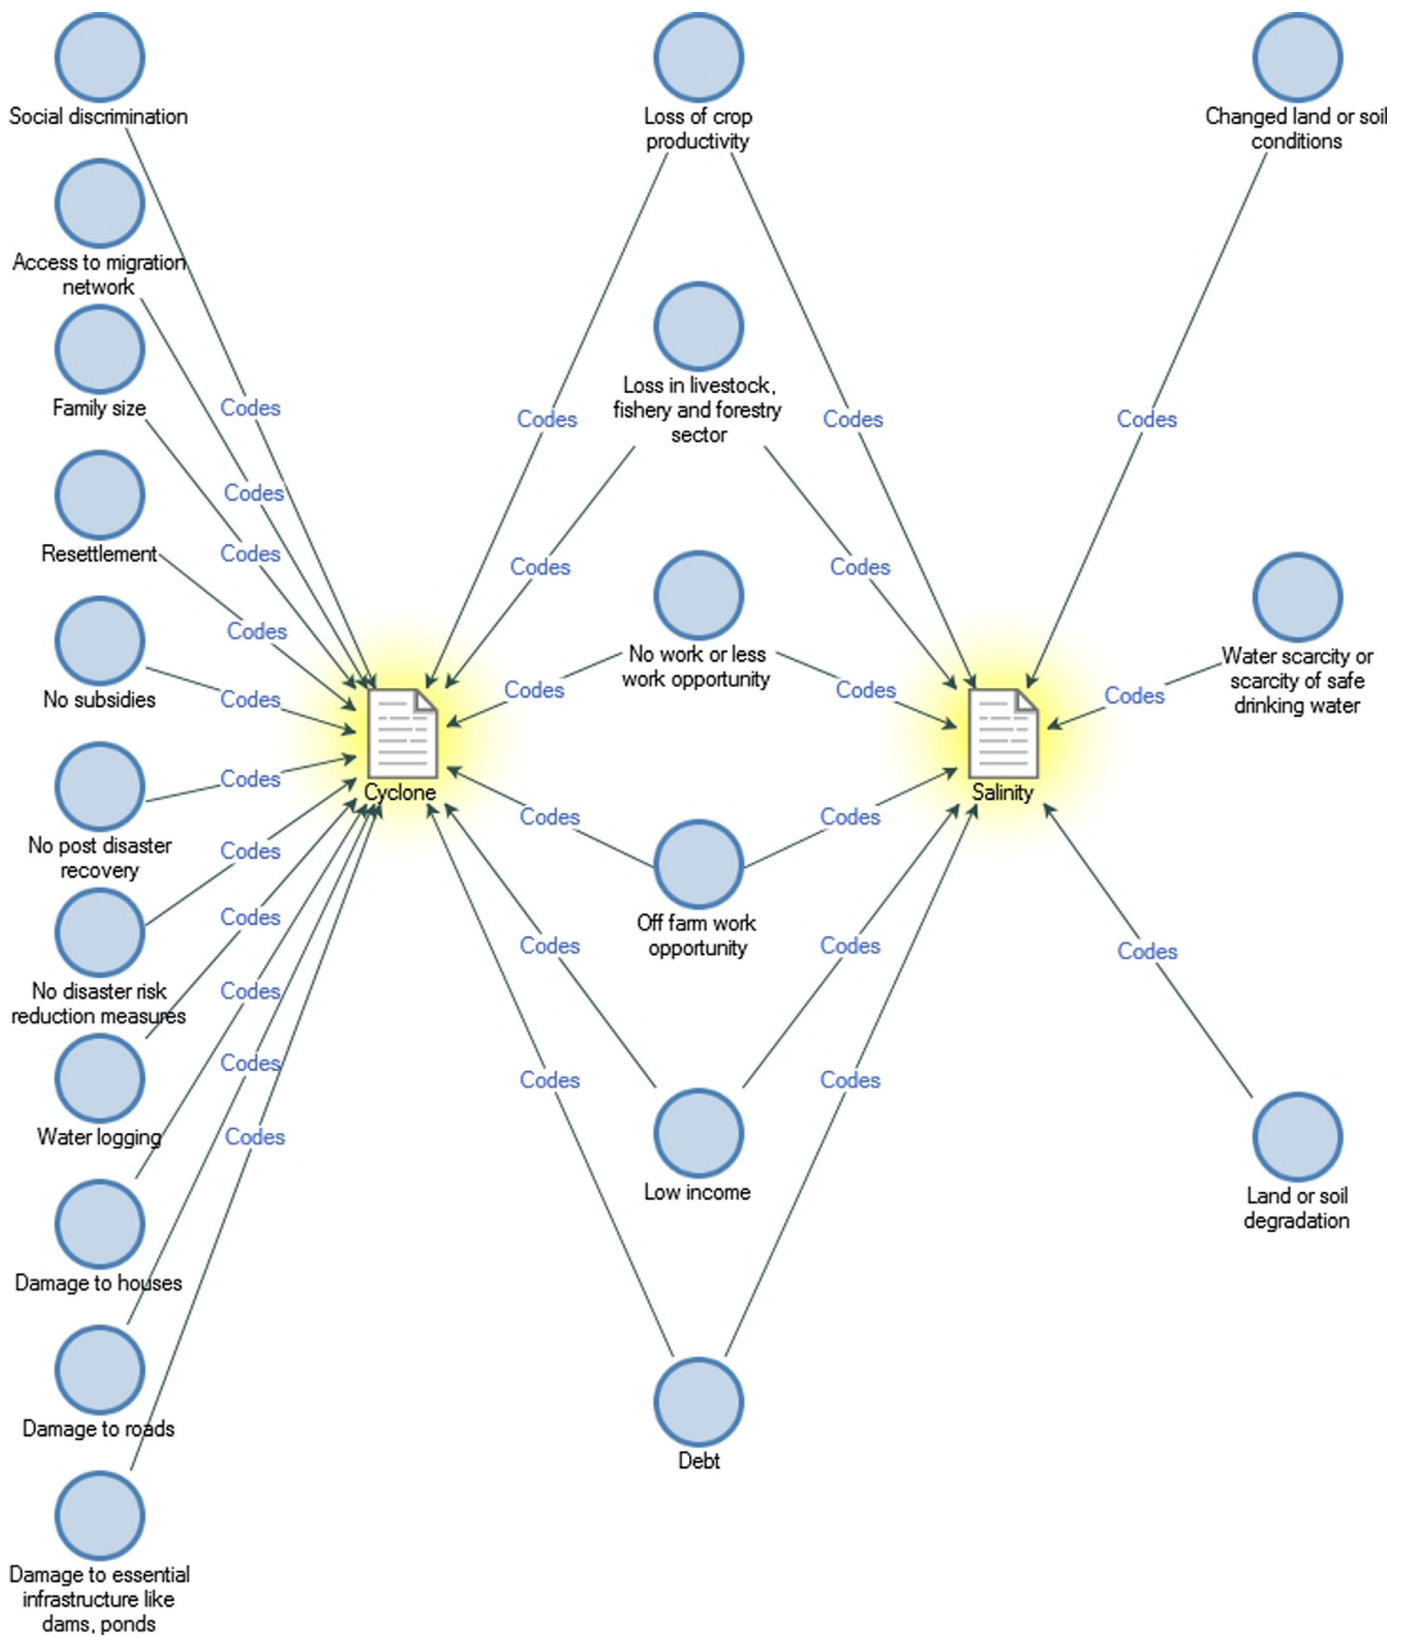 Social discrimination
Access to migration
network
Family size
Resettlement
No subsidies
No post disaster
recovery
No disaster risk
reduction measures
Water logging
Damage to houses
Damage to roads
Damage to essential
infrastructure like
dams, ponds
Codes
Codes
Codes
Codes
Codes
Codes
Codes
Codes
Codes
Codes
Codes
Cyclone
Codes
Codes
Codes
Codes
Codes
Codes
Loss of crop
productivity
Loss in livestock,
fishery and forestry
sector
No work or less
work opportunity
Off farm work
opportunity
Low income
Debt
Codes
Codes
Codes
Codes
Codes
Codes
Salinity
Codes
Codes
Codes
Changed land or soil
conditions
Water scarcity or
scarcity of safe
drinking water
Land or soil
degradation